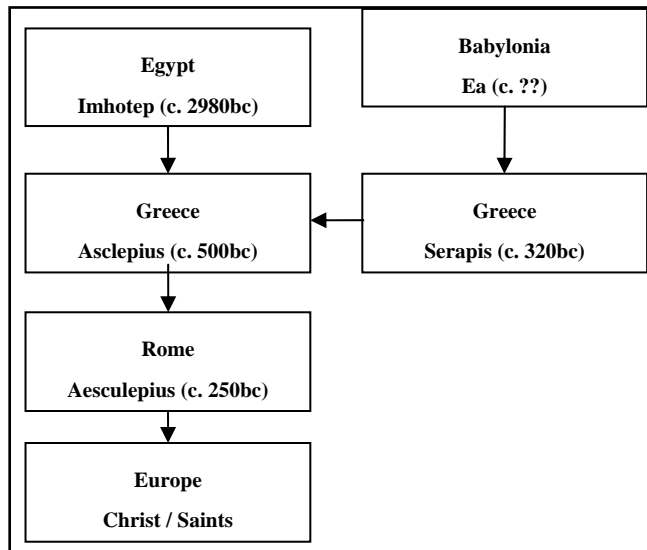 Egypt
Imhotep (c. 2980bc)
Babylonia
Ea (c. ??)
Greece
Asclepius (c. 500bc)
Greece
Serapis (c. 320bc)
Rome
Aesculepius (c. 250bc)
Europe
Christ / Saints